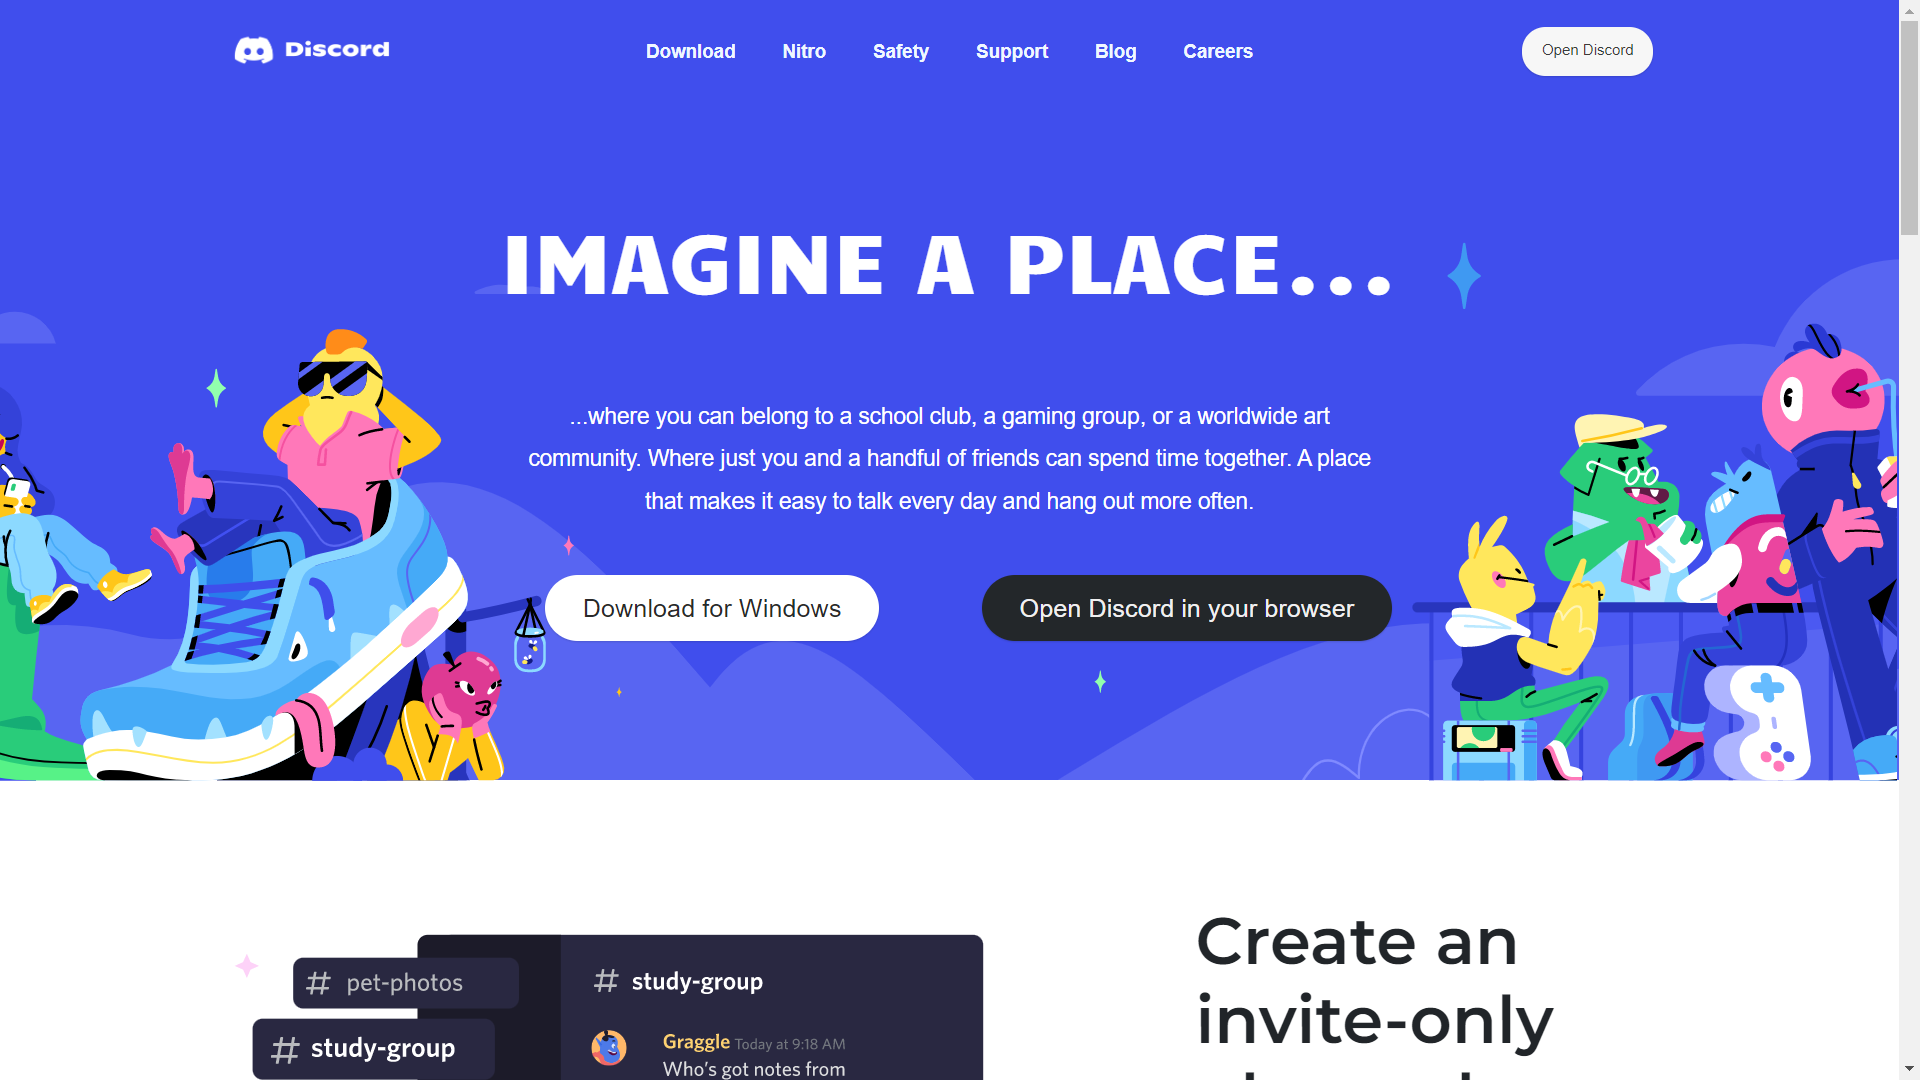 Discord
Download Nitro Safety Support Blog Careers
Open Discord
IMAGINE A PLACE...
...where you can belong to a school club, a gaming group, or a worldwide art
community. Where just you and a handful of friends can spend time together. A place
that makes it easy to talk every day and hang out more often.
Download for Windows
Open Discord in your browser
# pet-photos
# study-group
# study-group
Graggle Today at 9:18 AM
Who's got notes from
Create an
invite-only